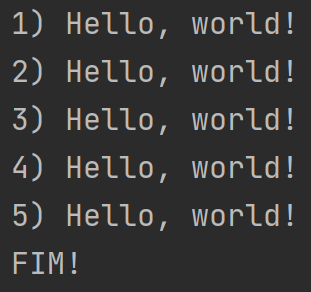 1) Hello, world!
2) Hello, world!
3) Hello, world!
4) Hello, world!
5) Hello, world!
FIM!